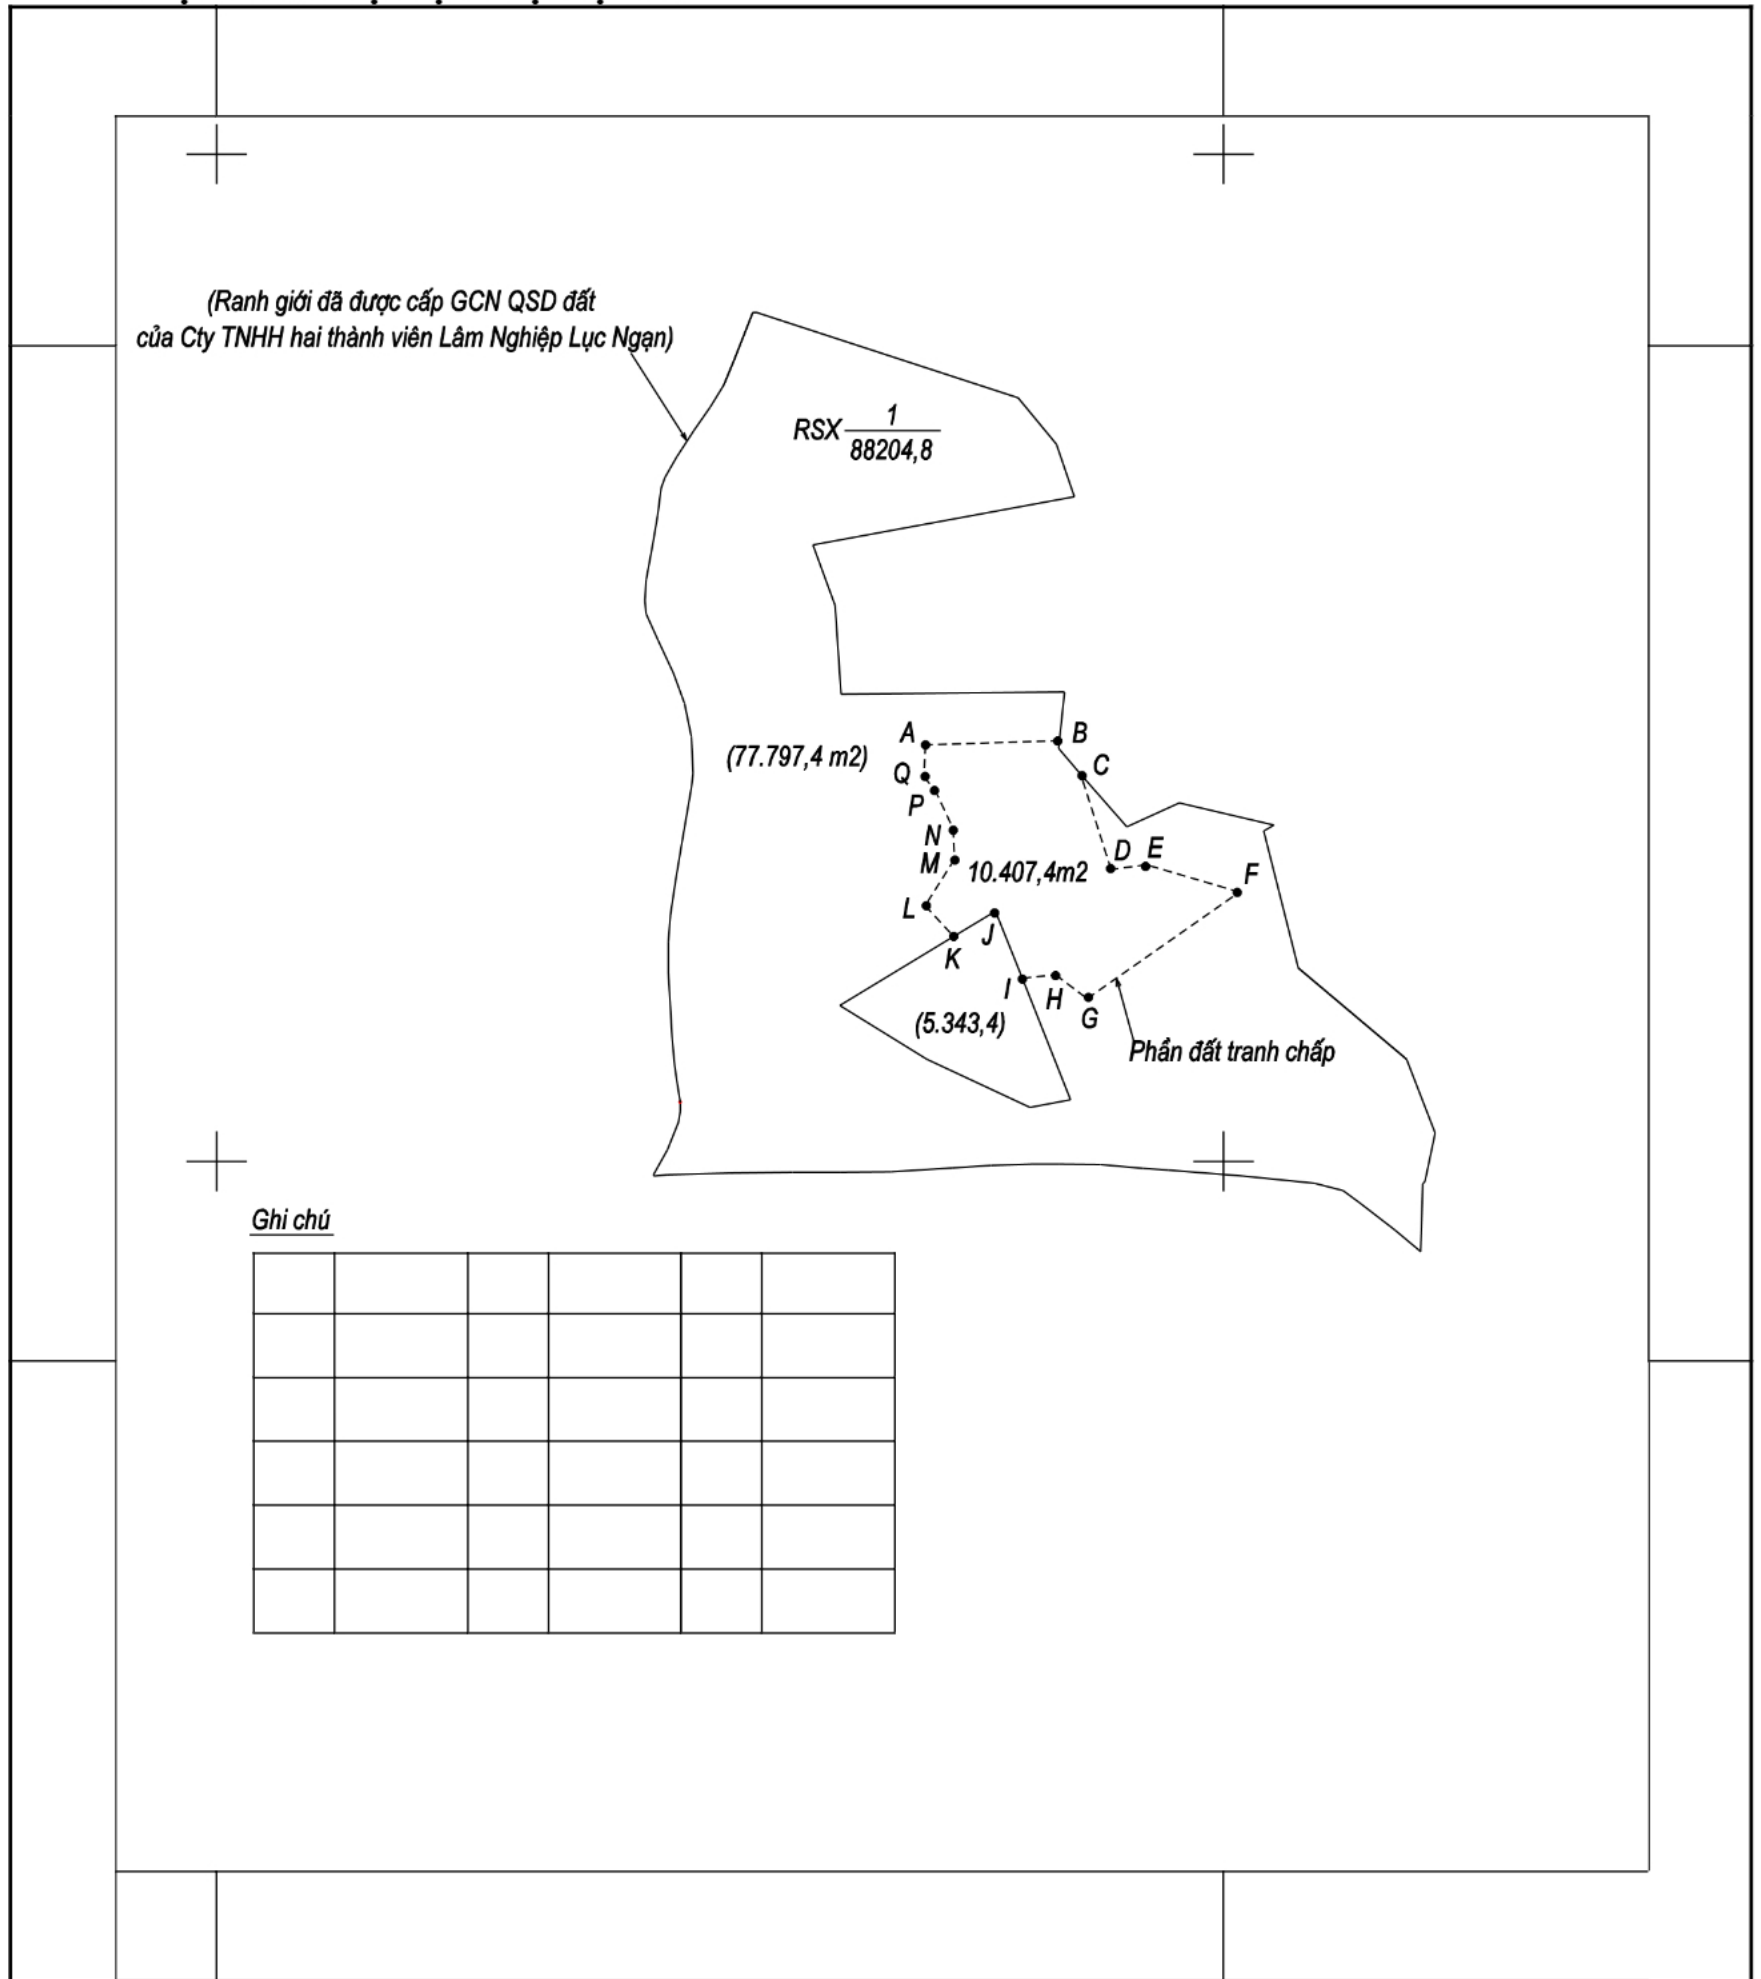 (Ranh giới đã được cấp GCN QSD đất
của Cty TNHH hai thành viên Lâm Nghiệp Lục Ngạn)
RSX 1
88204,8
A
B
(77.797,4 m2)
Q
C
P
N
M
10.407,4m2
D
E
F
L
J
K
I
H
G
(5.343,4)
Phần đất tranh chấp
Ghi chú